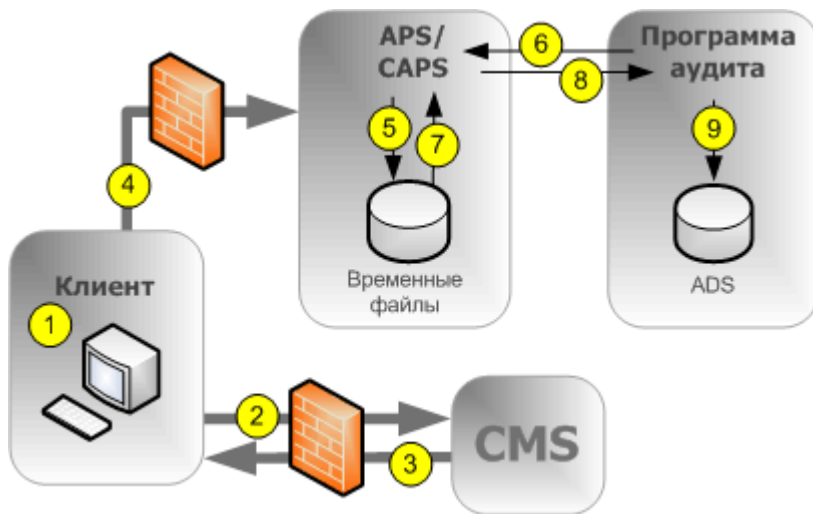 APS/
CAPS
6
Программа
аудита
8
5
7
9
4
Временные
файлы
ADS
Клиент
1
2
CMS
3